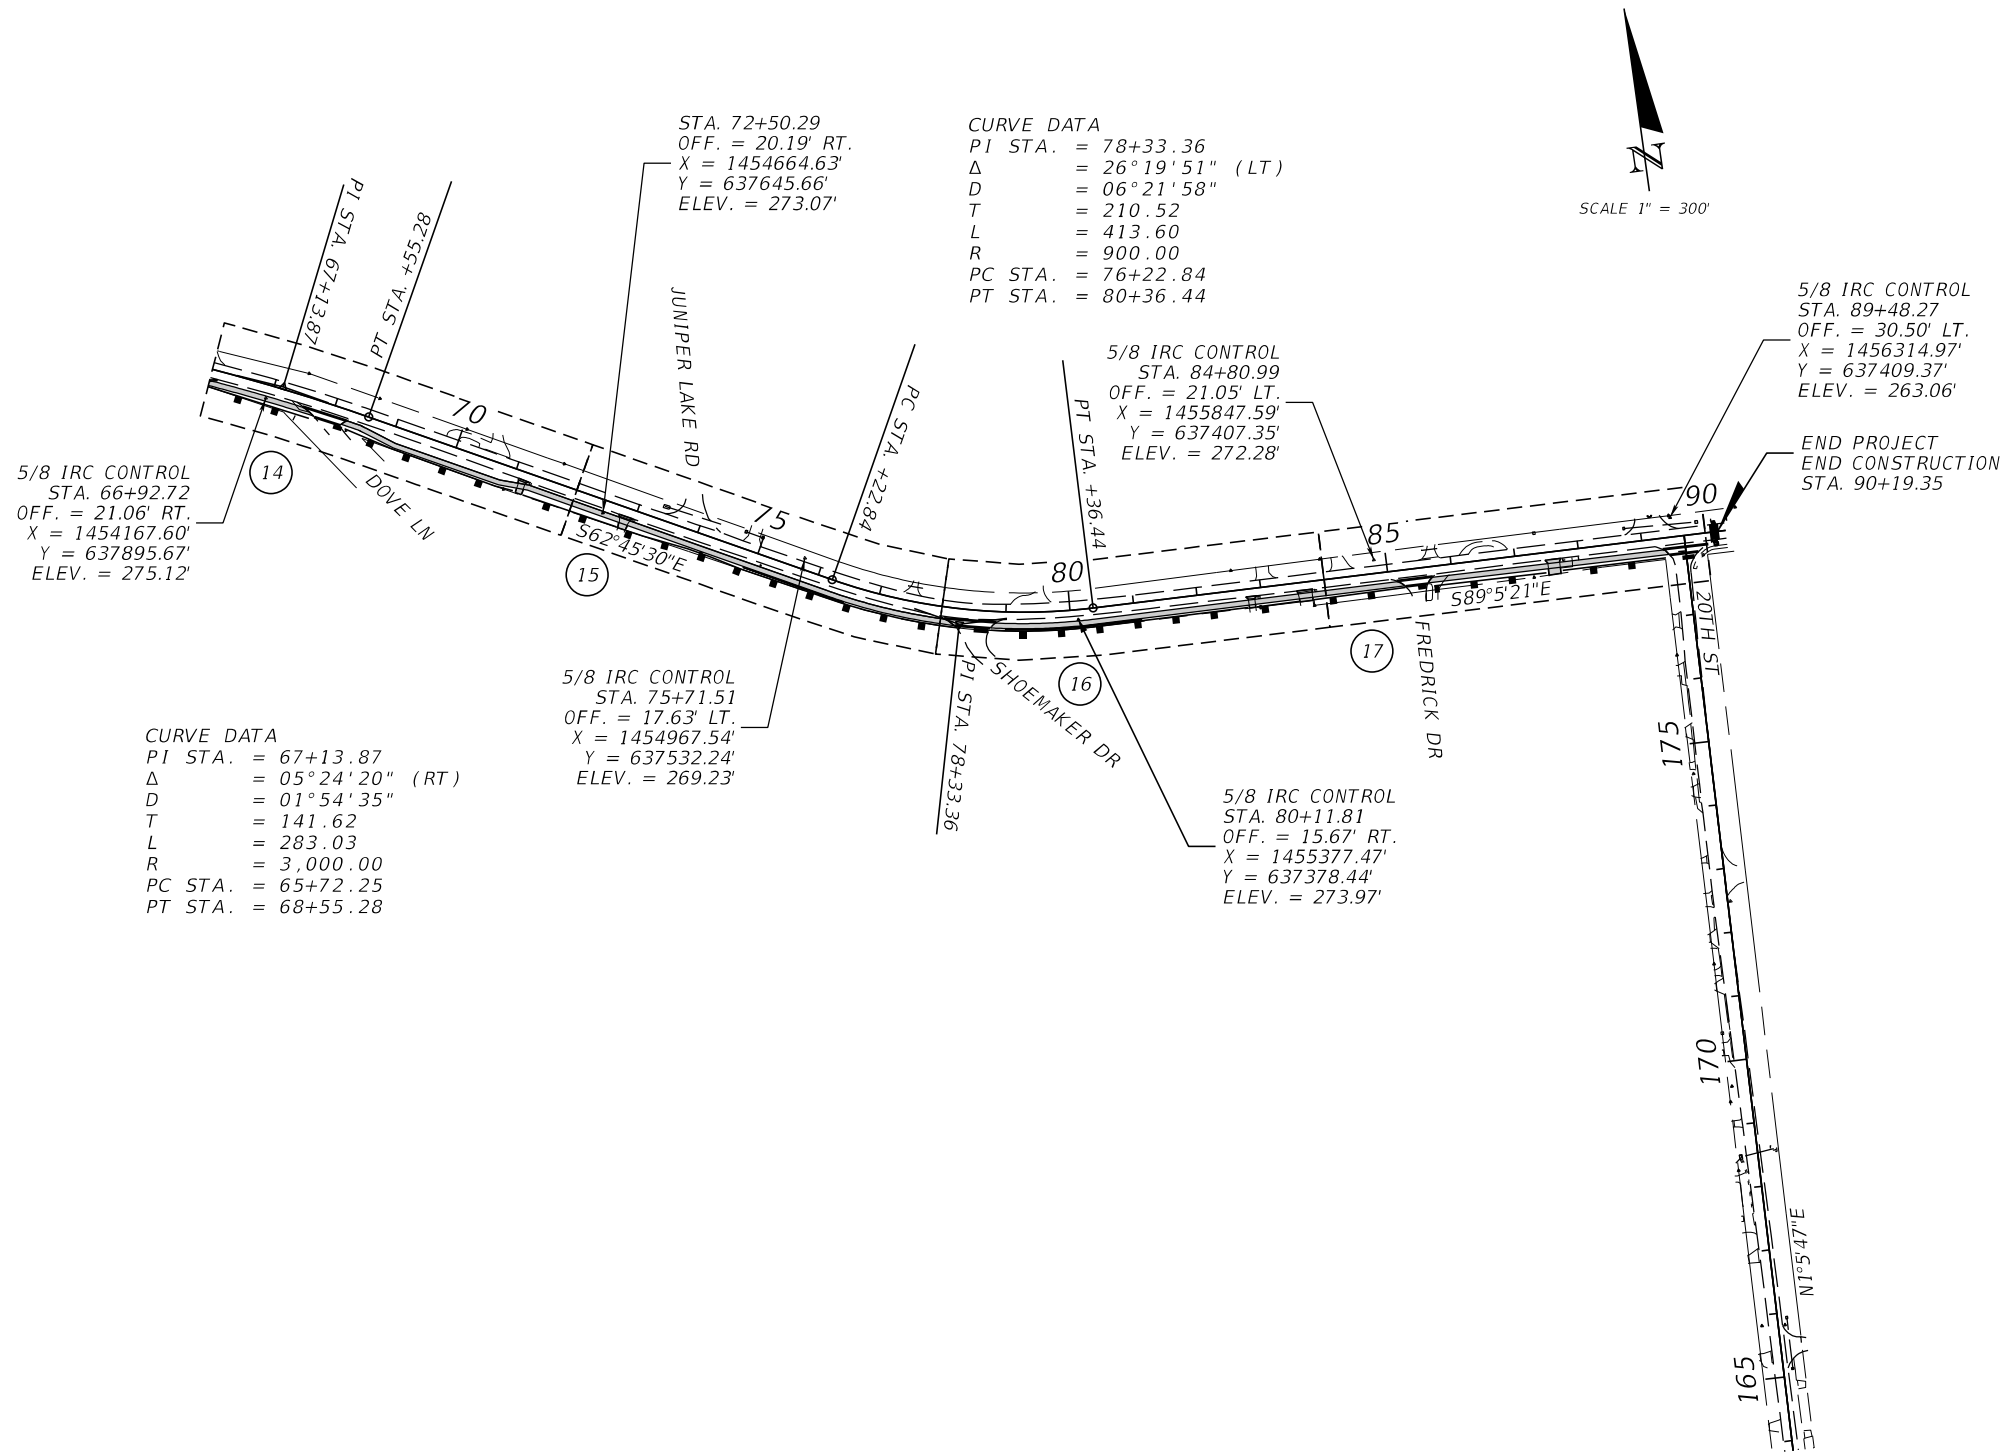 STA. 72+50.29
OFF. = 20.19' RT.
X = 1454664.63'
Y = 637645.66'
ELEV. = 273.07'
CURVE DATA
PI STA. = 78+33.36
Δ = 26°19'51" (LT)
D = 06°21'58"
T = 210.52
L = 413.60
R = 900.00
PC STA. = 76+22.84
PT STA. = 80+36.44
N
SCALE 1" = 300'
PI STA. 67+13.87
PT STA. +55.28
JUNIPER LAKE RD
PC STA. +22.84
PT STA. +36.44
5/8 IRC CONTROL
STA. 84+80.99
OFF. = 21.05' LT.
X = 1455847.59'
Y = 637407.35'
ELEV. = 272.28'
5/8 IRC CONTROL
STA. 89+48.27
OFF. = 30.50' LT.
X = 1456314.97'
Y = 637409.37'
ELEV. = 263.06'
END PROJECT
END CONSTRUCTION
STA. 90+19.35
70
75
80
85
90
5/8 IRC CONTROL
STA. 66+92.72
OFF. = 21.06' RT.
X = 1454167.60'
Y = 637895.67'
ELEV. = 275.12'
14
DOVE LN
15
S62°45'30"E
S89°5'21"E
16
17
SHOEMAKER DR
FREDRICK DR
20TH ST
PI STA. 78+33.36
5/8 IRC CONTROL
STA. 75+71.51
OFF. = 17.63' LT.
X = 1454967.54'
Y = 637532.24'
ELEV. = 269.23'
CURVE DATA
PI STA. = 67+13.87
Δ = 05°24'20" (RT)
D = 01°54'35"
T = 141.62
L = 283.03
R = 3,000.00
PC STA. = 65+72.25
PT STA. = 68+55.28
5/8 IRC CONTROL
STA. 80+11.81
OFF. = 15.67' RT.
X = 1455377.47'
Y = 637378.44'
ELEV. = 273.97'
175
170
N1°5'47"E
165